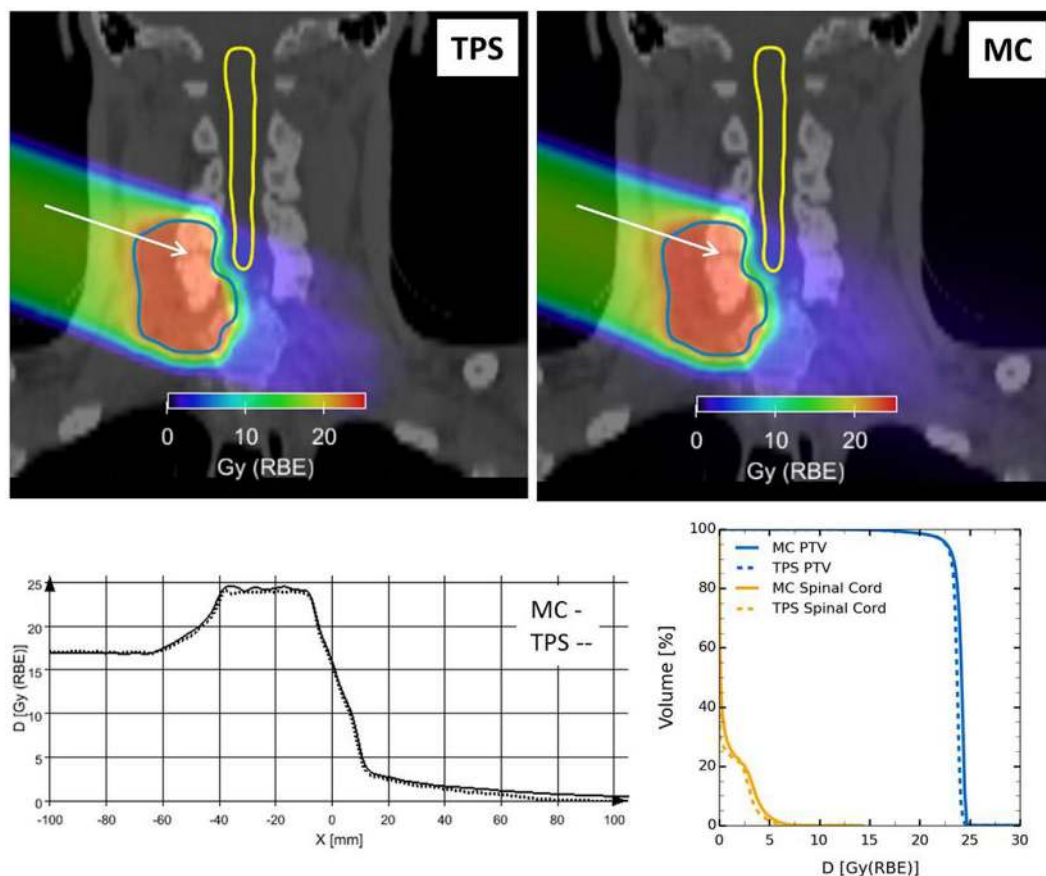 TPS
MC
0 10 20
Gy (RBE)
0 10 20
Gy (RBE)
25
20
15
10
5
0
D [Gy (RBE)]
MC -
TPS --
-100 -80 -60 -40 -20 0 20 40 60 80 100
X [mm]
100
80
60
40
20
0
Volume [%]
MC PTV
TPS PTV
MC Spinal Cord
TPS Spinal Cord
0 5 10 15 20 25 30
D [Gy(RBE)]